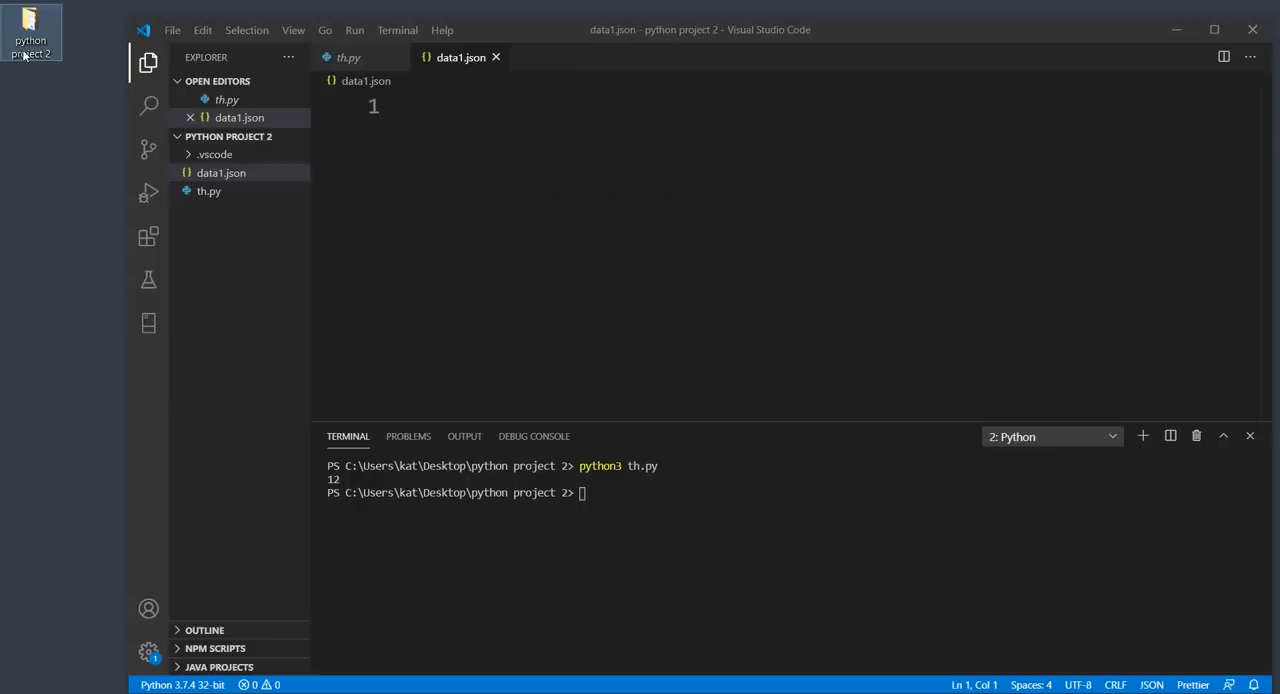 python
project 2
File Edit Selection View Go Run Terminal Help
data1.json - python project 2 - Visual Studio Code
EXPLORER
OPEN EDITORS
th.py
data1.json
PYTHON PROJECT 2
.vscode
data1.json
th.py
OUTLINE
NPM SCRIPTS
JAVA PROJECTS
th.py
data1.json
data1.json
1
TERMINAL PROBLEMS OUTPUT DEBUG CONSOLE
2: Python
PS C:\Users\kat\Desktop\python project 2> python3 th.py
12
PS C:\Users\kat\Desktop\python project 2>
1
Python 3.7.4 32-bit 0 0
Ln 1, Col 1 Spaces: 4 UTF-8 CRLF JSON Prettier